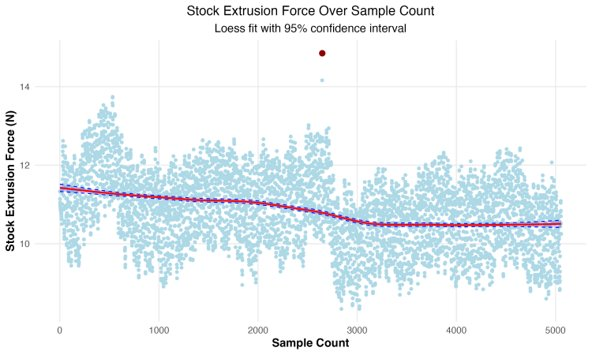 Stock Extrusion Force Over Sample Count
Loess fit with 95% confidence interval
Stock Extrusion Force (N)
14
12
10
0 1000 2000 3000 4000 5000
Sample Count